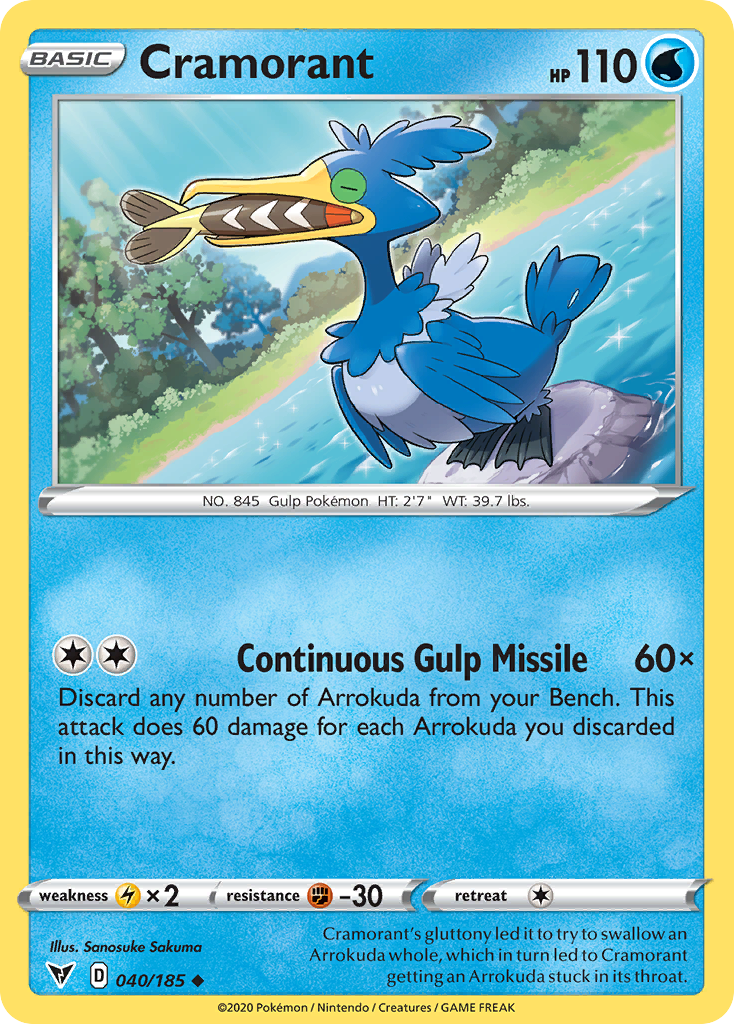 BASIC
Cramorant
HP 110
NO. 845 Gulp Pokémon HT: 2'7" WT: 39.7 lbs.
Continuous Gulp Missile 60×
Discard any number of Arrokuda from your Bench. This
attack does 60 damage for each Arrokuda you discarded
in this way.
weakness ×2 resistance -30 retreat
Illus. Sanosuke Sakuma
Cramorant's gluttony led it to try to swallow an
Arrokuda whole, which in turn led to Cramorant
getting an Arrokuda stuck in its throat.
D 040/185 ◆
©2020 Pokémon / Nintendo / Creatures / GAME FREAK